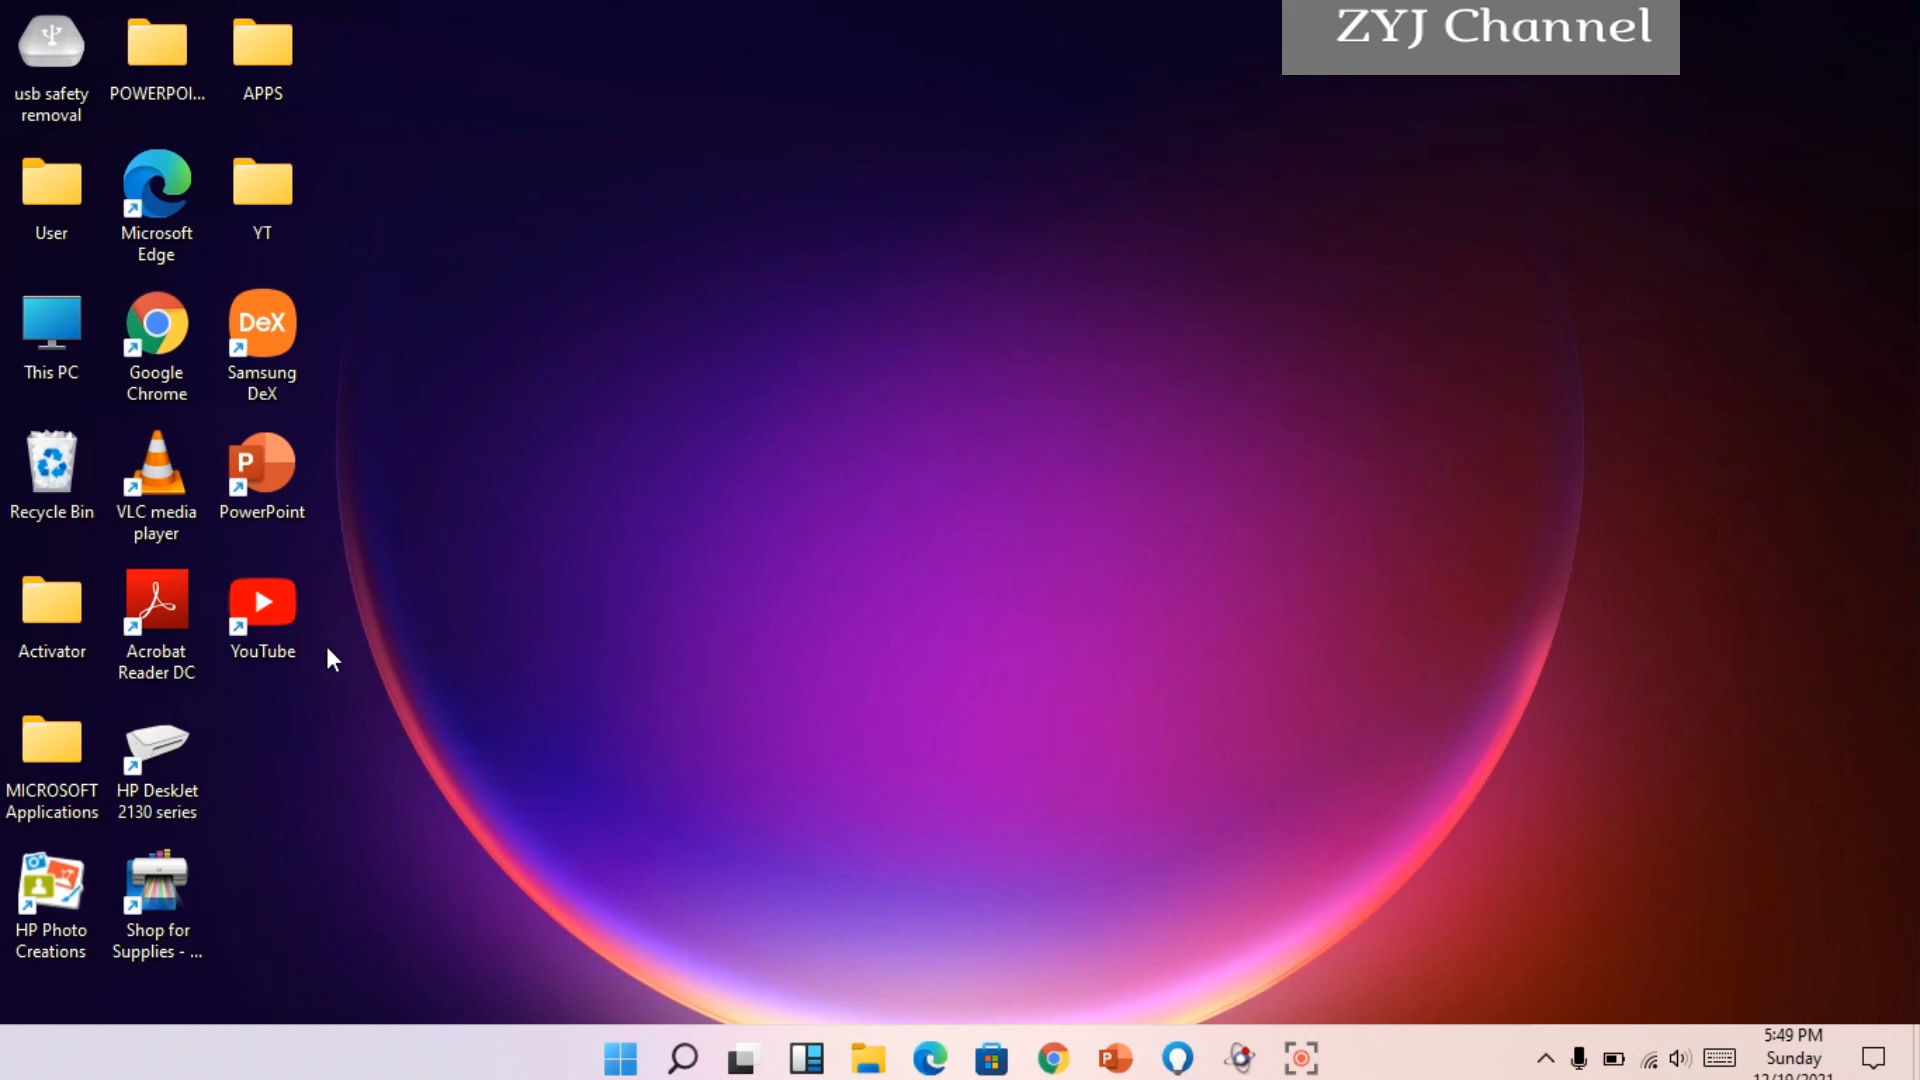 ZYJ Channel
usb safety
removal
POWERPOI...
APPS
User
Microsoft
Edge
YT
This PC
Google
Chrome
DeX
Samsung
DeX
Recycle Bin
VLC media
player
P
PowerPoint
Activator
Acrobat
Reader DC
YouTube
MICROSOFT
Applications
HP DeskJet
2130 series
HP Photo
Creations
Shop for
Supplies - ...
P
5:49 PM
Sunday